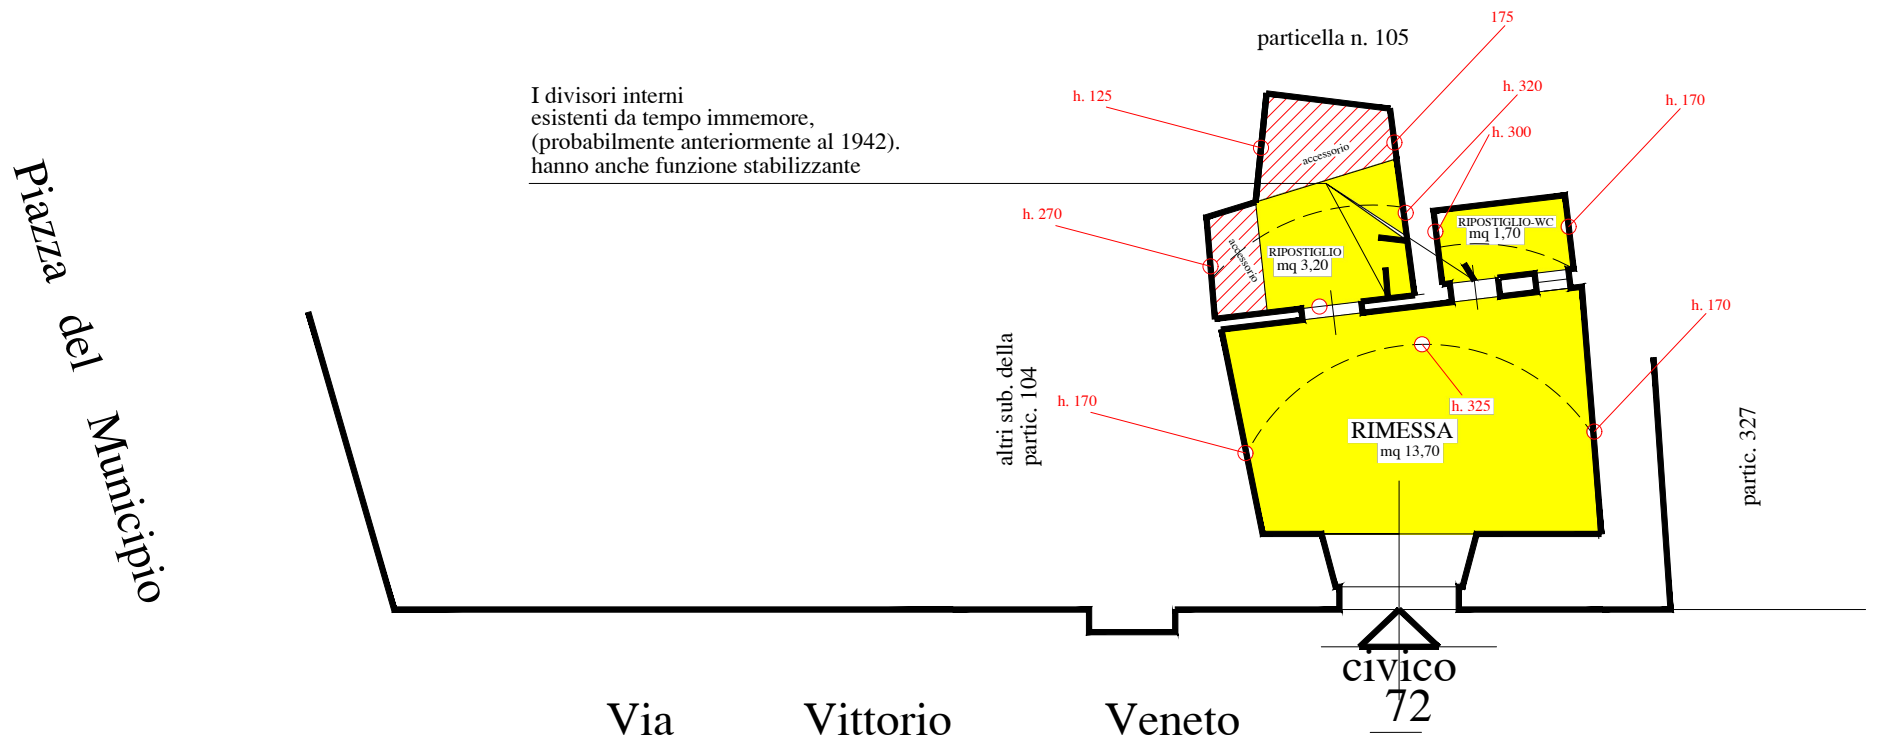 175
particella n. 105
h. 320
I divisori interni
h. 125
h. 170
esistenti da tempo immemore,
h. 300
(probabilmente anteriormente al 1942).
accessorio
hanno anche funzione stabilizzante
h. 270
RIPOSTIGLIO-WC
mq 1,70
accessorio
RIPOSTIGLIO
mq 3,20
Piazza del Municipio
h. 170
altri sub. della
partic. 104
h. 170
h. 325
RIMESSA
mq 13,70
partic. 327
civico
72
Via Vittorio Veneto